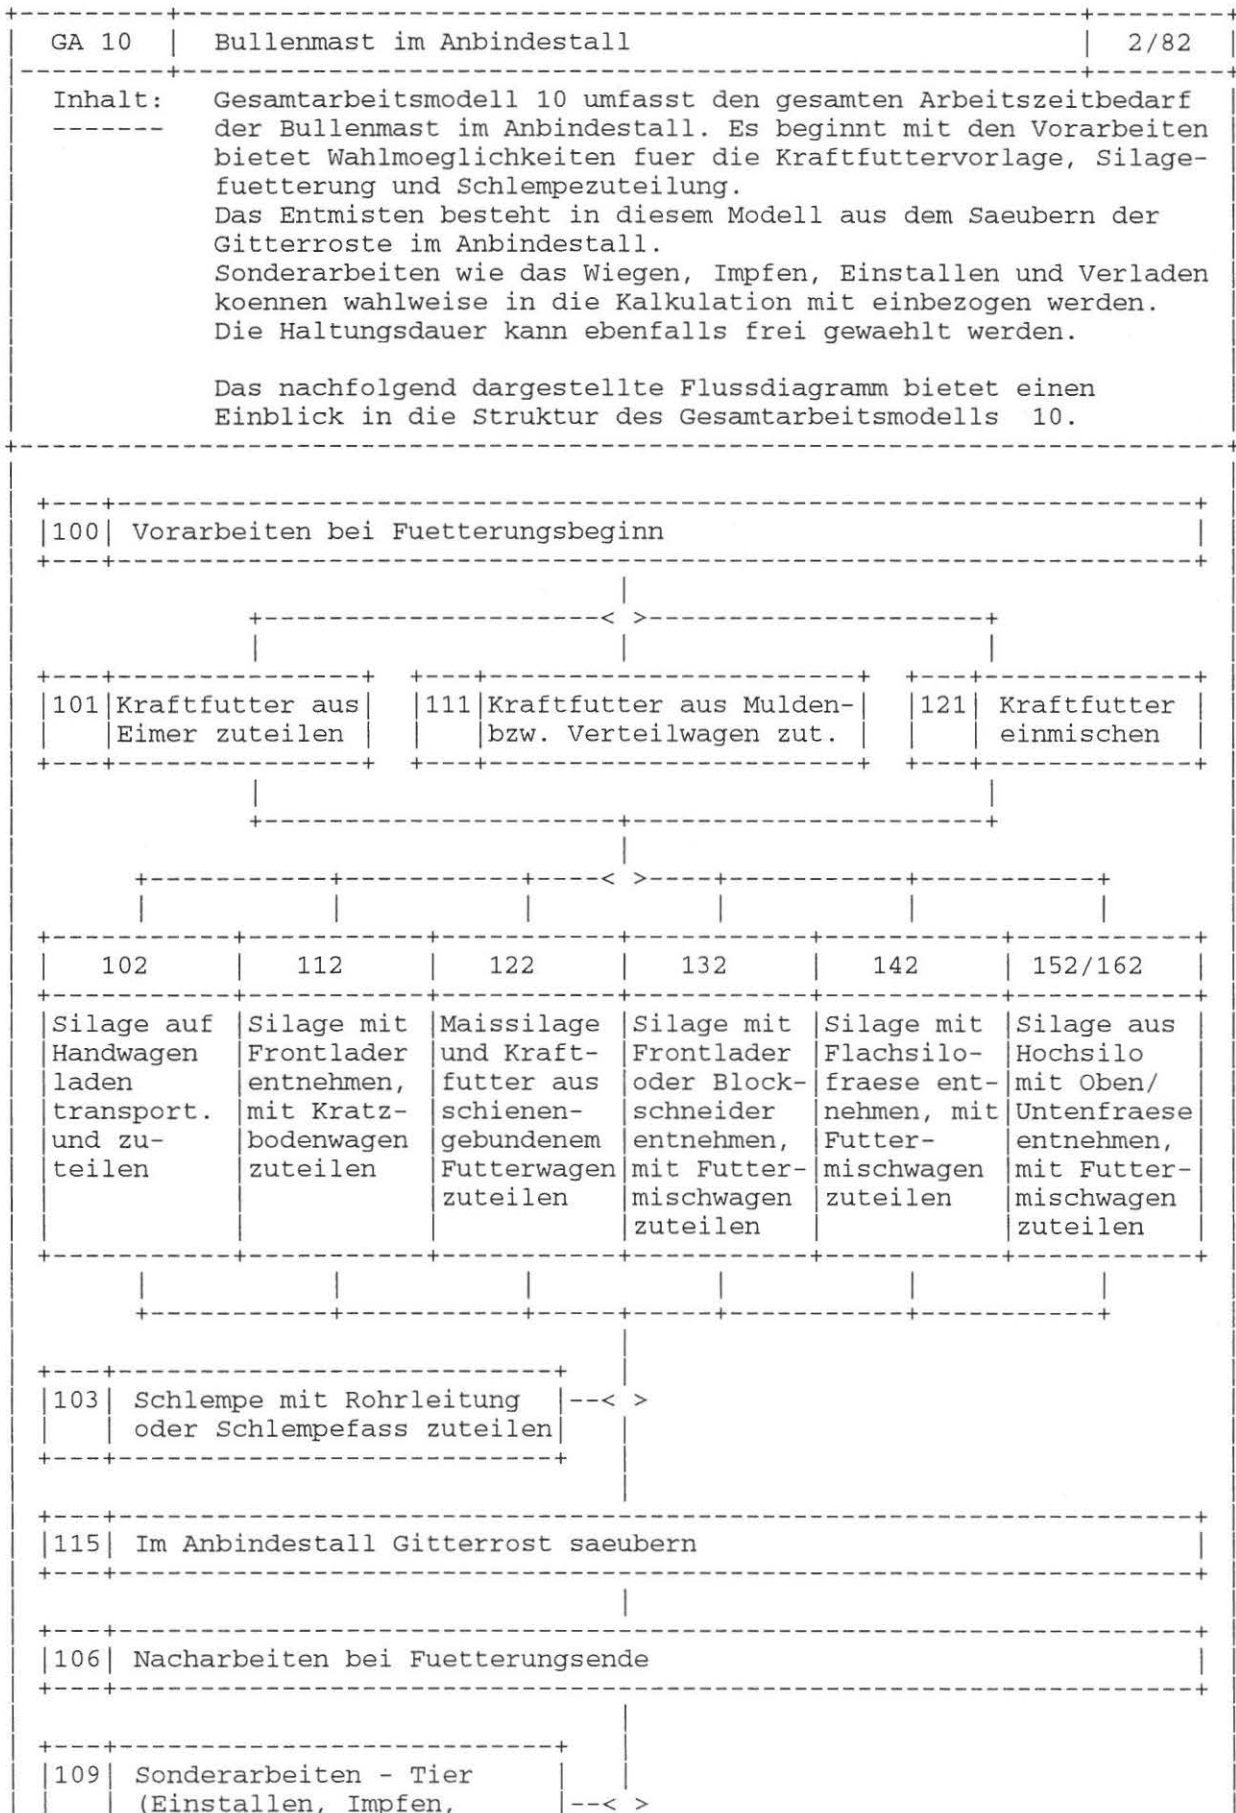 GA 10 | Bullenmast im Anbindestall | 2/82
Inhalt: Gesamtarbeitsmodell 10 umfasst den gesamten Arbeitszeitbedarf
der Bullenmast im Anbindestall. Es beginnt mit den Vorarbeiten
bietet Wahlmoeglichkeiten fuer die Kraftfuttervorlage, Silage-
fuetterung und Schlempezuteilung.
Das Entmisten besteht in diesem Modell aus dem Saeubern der
Gitterroste im Anbindestall.
Sonderarbeiten wie das Wiegen, Impfen, Einstallen und Verladen
koennen wahlweise in die Kalkulation mit einbezogen werden.
Die Haltungsdauer kann ebenfalls frei gewaehlt werden.
Das nachfolgend dargestellte Flussdiagramm bietet einen
Einblick in die Struktur des Gesamtarbeitsmodells 10.
|100| Vorarbeiten bei Fuetterungsbeginn
< >
|101|Kraftfutter aus| |111|Kraftfutter aus Mulden-| |121| Kraftfutter |
|Eimer zuteilen | |bzw. Verteilwagen zut. | | einmischen |
< >
| 102 | 112 | 122 | 132 | 142 | 152/162 |
|Silage auf |Silage mit |Maissilage |Silage mit |Silage mit |Silage aus |
|Handwagen |Frontlader |und Kraft- |Frontlader |Flachsilo- |Hochsilo |
|laden |entnehmen, |futter aus |oder Block-|fraese ent-|mit Oben/ |
|transport. |mit Kratz- |schienen- |schneider |nehmen, mit|Untenfraese|
|und zu- |bodenwagen |gebundenem |entnehmen, |Futter- |entnehmen, |
|teilen |zuteilen |Futterwagen|mit Futter-|mischwagen |mit Futter-|
| | |zuteilen |mischwagen |zuteilen |mischwagen |
| | | |zuteilen | |zuteilen |
|103| Schlempe mit Rohrleitung |--< >
| | oder Schlempefass zuteilen|
|115| Im Anbindestall Gitterrost saeubern
|106| Nacharbeiten bei Fuetterungsende
|109| Sonderarbeiten - Tier
| | (Einstallen, Impfen, |--< >